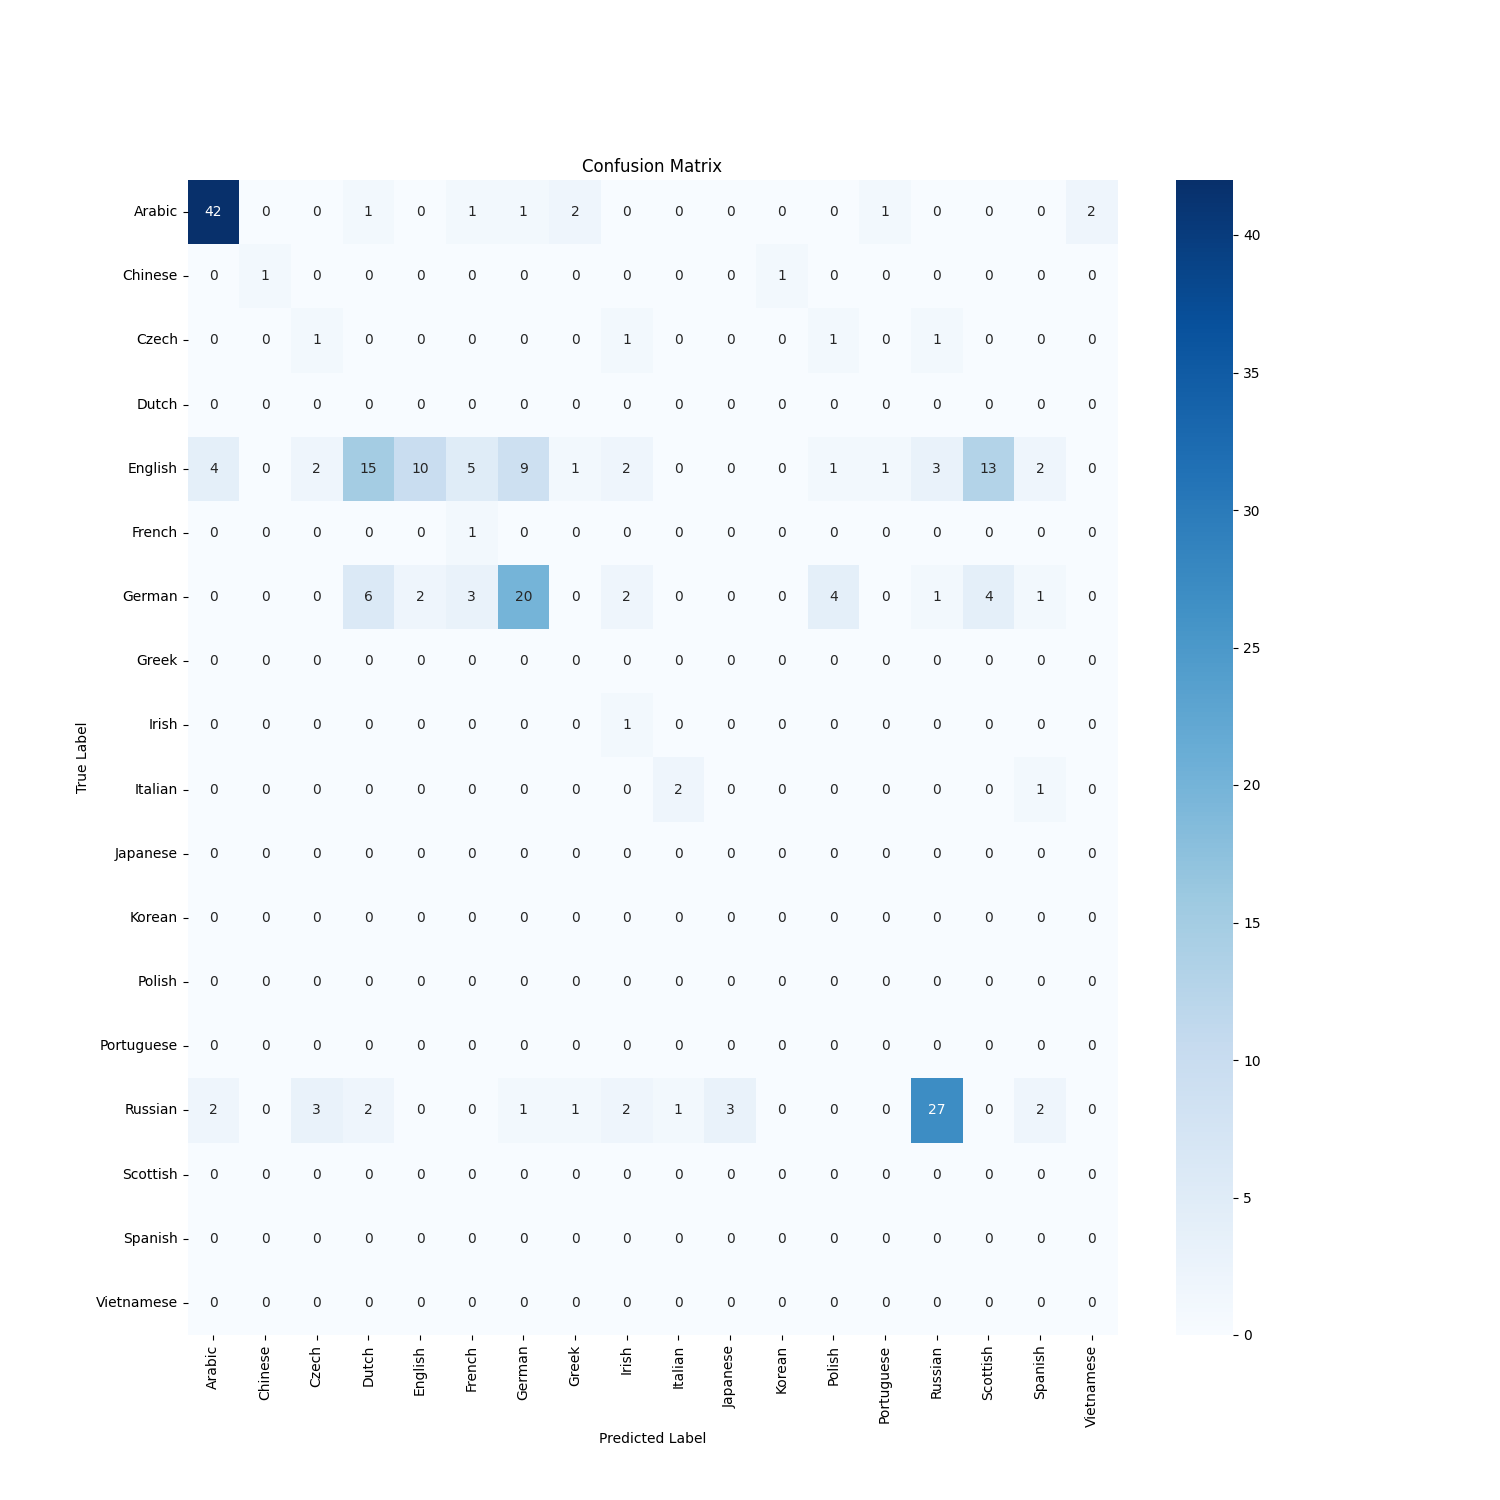 Confusion Matrix
Arabic 42 0 0 1 0 1 1 2 0 0 0 0 0 1 0 0 0 2
Chinese 0 1 0 0 0 0 0 0 0 0 0 1 0 0 0 0 0 0
Czech 0 0 1 0 0 0 0 0 1 0 0 0 1 0 1 0 0 0
Dutch 0 0 0 0 0 0 0 0 0 0 0 0 0 0 0 0 0 0
English 4 0 2 15 10 5 9 1 2 0 0 0 1 1 3 13 2 0
French 0 0 0 0 0 1 0 0 0 0 0 0 0 0 0 0 0 0
German 0 0 0 6 2 3 20 0 2 0 0 0 4 0 1 4 1 0
Greek 0 0 0 0 0 0 0 0 0 0 0 0 0 0 0 0 0 0
Irish 0 0 0 0 0 0 0 0 1 0 0 0 0 0 0 0 0 0
Italian 0 0 0 0 0 0 0 0 0 2 0 0 0 0 0 0 1 0
Japanese 0 0 0 0 0 0 0 0 0 0 0 0 0 0 0 0 0 0
Korean 0 0 0 0 0 0 0 0 0 0 0 0 0 0 0 0 0 0
Polish 0 0 0 0 0 0 0 0 0 0 0 0 0 0 0 0 0 0
Portuguese 0 0 0 0 0 0 0 0 0 0 0 0 0 0 0 0 0 0
Russian 2 0 3 2 0 0 1 1 2 1 3 0 0 0 27 0 2 0
Scottish 0 0 0 0 0 0 0 0 0 0 0 0 0 0 0 0 0 0
Spanish 0 0 0 0 0 0 0 0 0 0 0 0 0 0 0 0 0 0
Vietnamese 0 0 0 0 0 0 0 0 0 0 0 0 0 0 0 0 0 0
True Label
Arabic Chinese Czech Dutch English French German Greek Irish Italian Japanese Korean Polish Portuguese Russian Scottish Spanish Vietnamese
Predicted Label
40
35
30
25
20
15
10
5
0